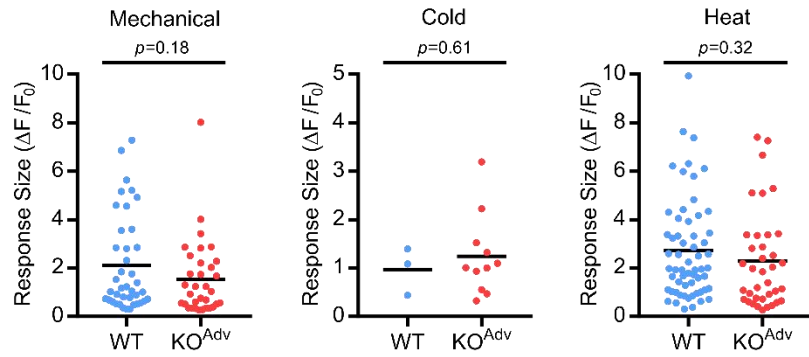 Mechanical
p=0.18
Response Size (ΔF/F₀)
10
8
6
4
2
0
WT
KO^Adv
Cold
p=0.61
Response Size (ΔF/F₀)
5
4
3
2
1
0
WT
KO^Adv
Heat
p=0.32
Response Size (ΔF/F₀)
10
8
6
4
2
0
WT
KO^Adv